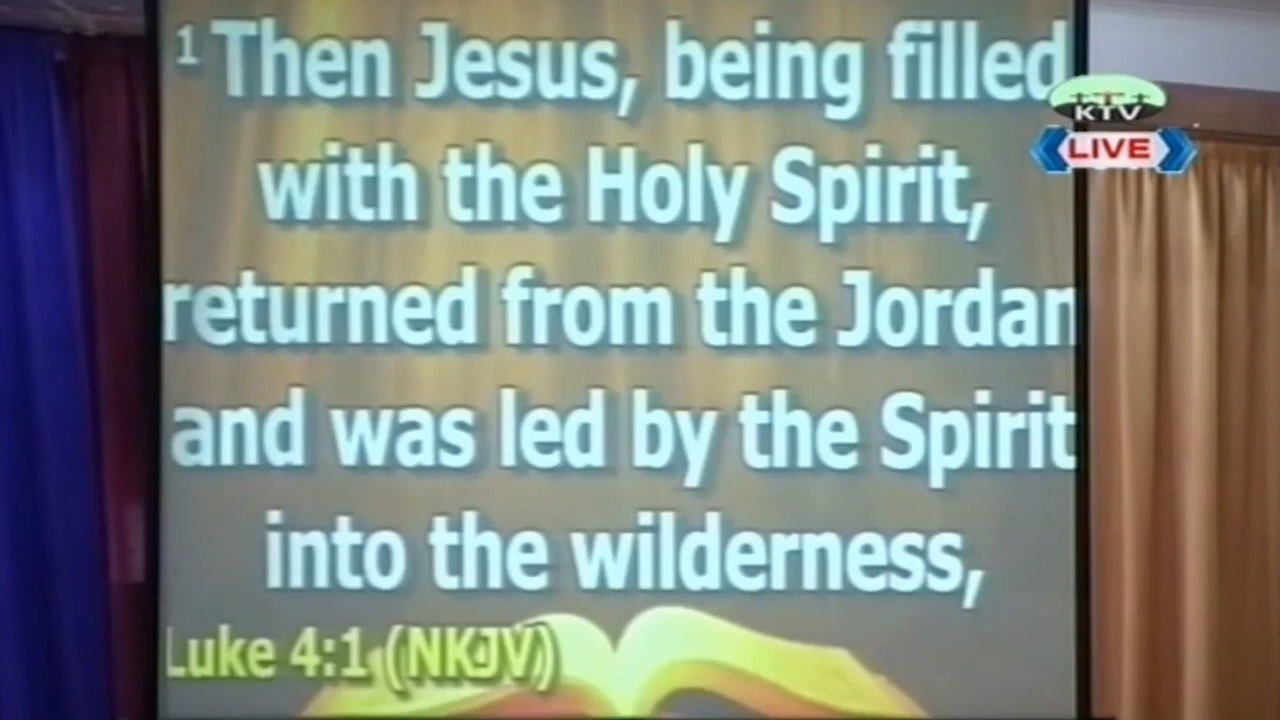 1 Then Jesus, being filled
with the Holy Spirit,
returned from the Jordan
and was led by the Spirit
into the wilderness,
Luke 4:1 (NKJV)
KTV
LIVE